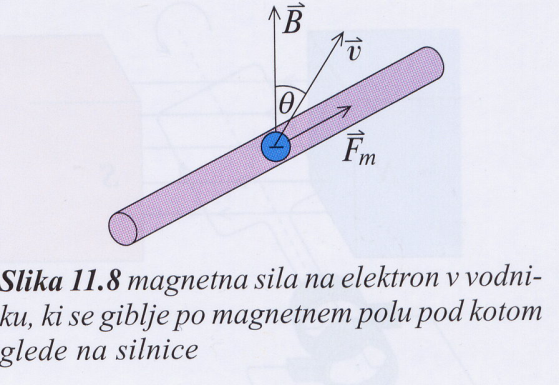 B
v
θ
Fm
Slika 11.8 magnetna sila na elektron v vodni-
ku, ki se giblje po magnetnem polu pod kotom
glede na silnice